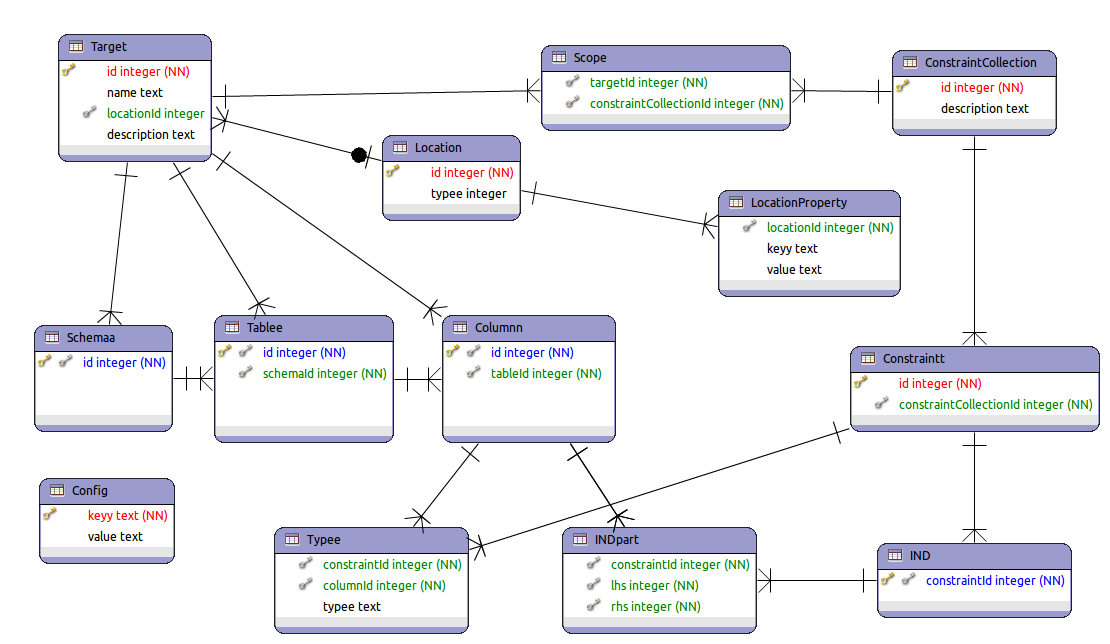 Target
id integer (NN)
name text
locationId integer
description text
Scope
targetId integer (NN)
constraintCollectionId integer (NN)
ConstraintCollection
id integer (NN)
description text
Location
id integer (NN)
typee integer
LocationProperty
locationId integer (NN)
keyy text
value text
Schemaa
id integer (NN)
Tablee
id integer (NN)
schemaId integer (NN)
Columnn
id integer (NN)
tableId integer (NN)
Constraintt
id integer (NN)
constraintCollectionId integer (NN)
Config
keyy text (NN)
value text
Typee
constraintId integer (NN)
columnId integer (NN)
typee text
INDpart
constraintId integer (NN)
lhs integer (NN)
rhs integer (NN)
IND
constraintId integer (NN)